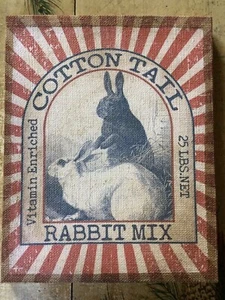 COTTON TAIL
Vitamin Enriched
25 LBS. NET
RABBIT MIX